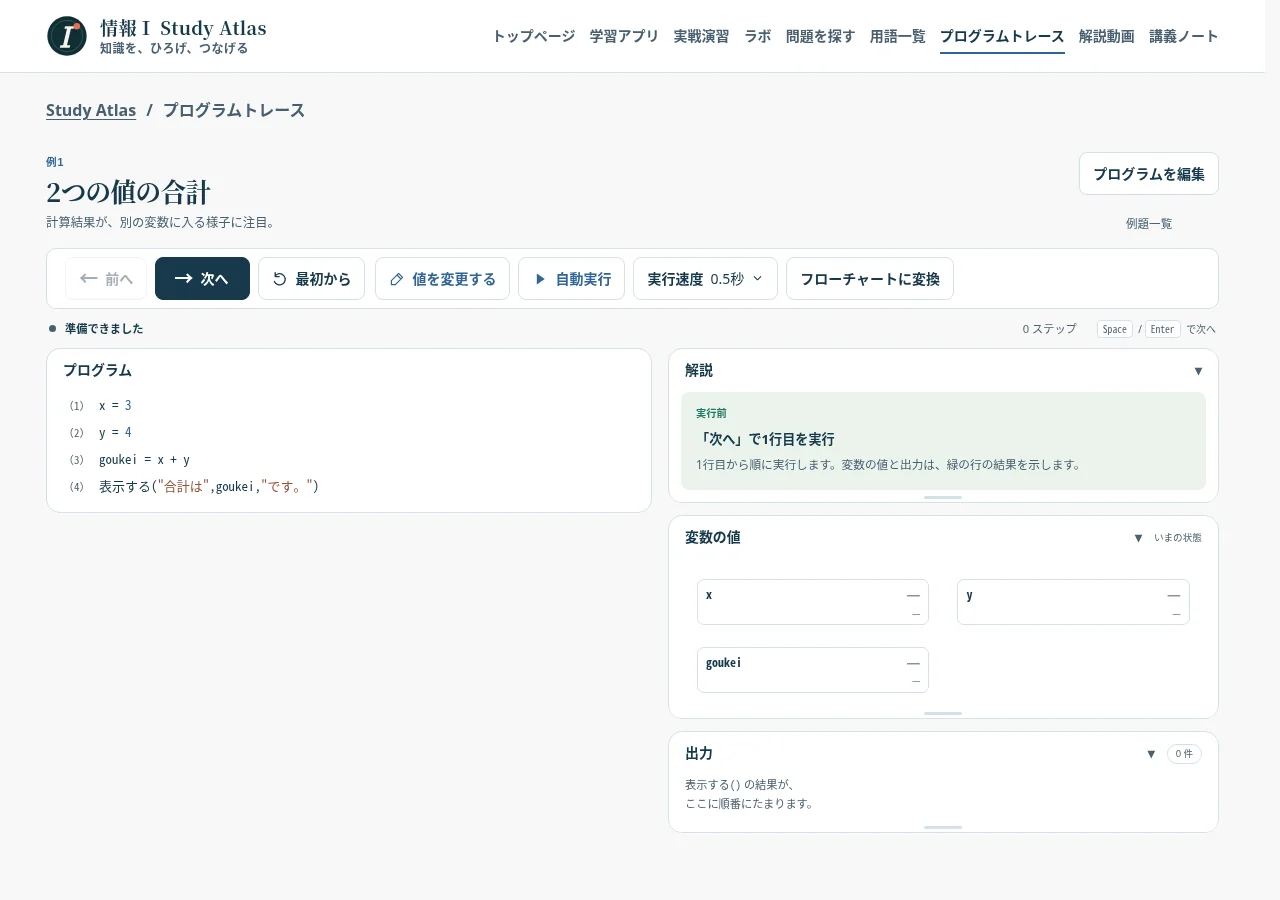 情報 I Study Atlas
知識を、ひろげ、つなげる
トップページ 学習アプリ 実戦演習 ラボ 問題を探す 用語一覧 プログラムトレース 解説動画 講義ノート
Study Atlas / プログラムトレース
例1
2つの値の合計
計算結果が、別の変数に入る様子に注目。
プログラムを編集
例題一覧
← 前へ → 次へ 最初から 値を変更する 自動実行 実行速度 0.5秒 フローチャートに変換
準備できました
0 ステップ Space / Enter で次へ
プログラム
(1) x = 3
(2) y = 4
(3) goukei = x + y
(4) 表示する("合計は",goukei,"です。")
解説 ▼
実行前
「次へ」で1行目を実行
1行目から順に実行します。変数の値と出力は、緑の行の結果を示します。
変数の値 ▼ いまの状態
x —
—
y —
—
goukei —
—
出力 ▼ 0 件
表示する() の結果が、
ここに順番にたまります。